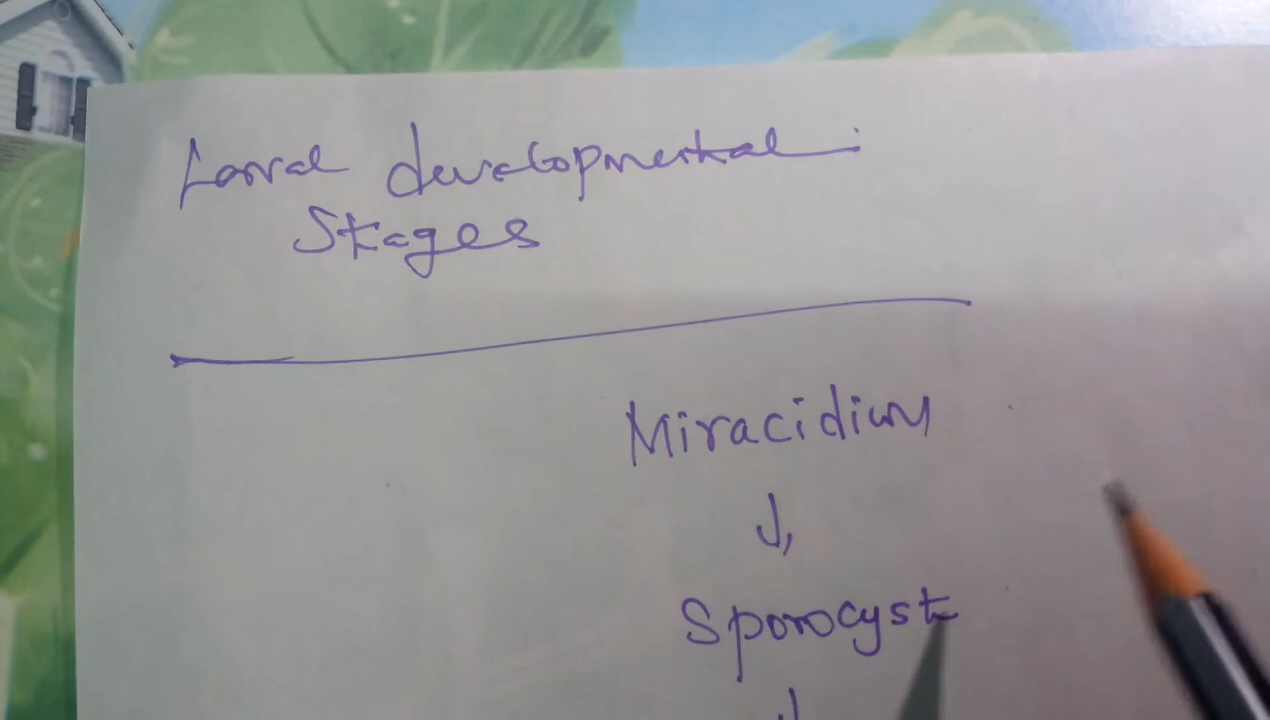 Larval developmental
Stages
Miracidium
↓
Sporocyst
↓